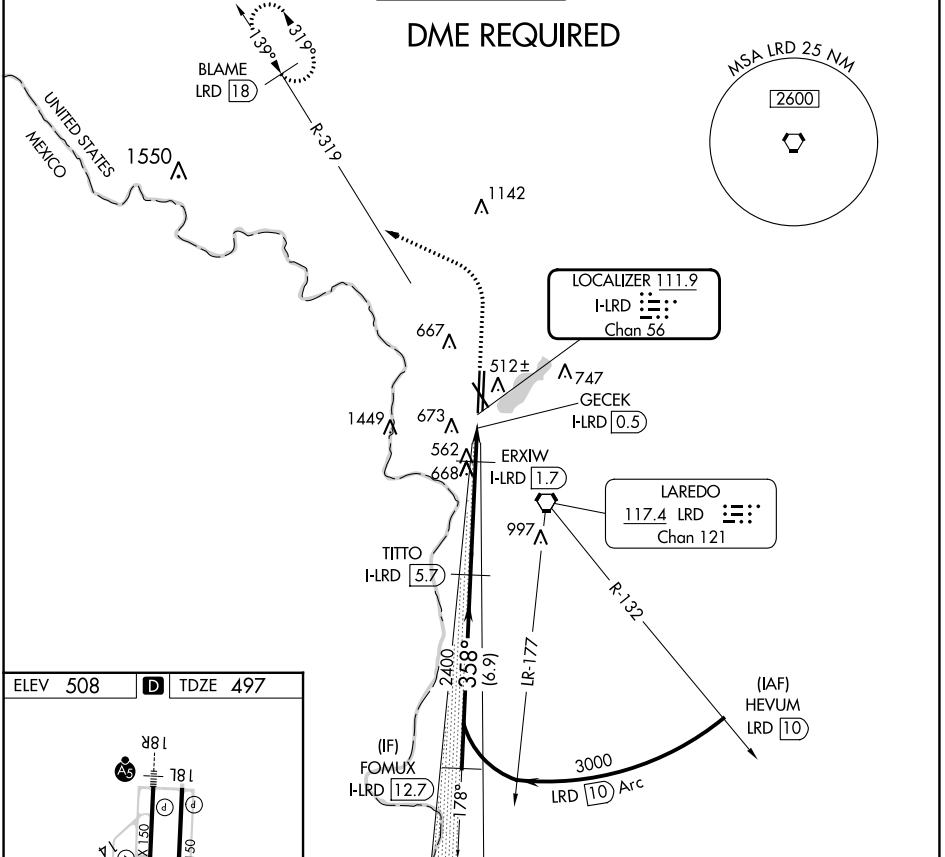 DME REQUIRED
319°
139°
BLAME
LRD 18
MSA LRD 25 NM
2600
UNITED STATES
MEXICO
R-319
1550
1142
LOCALIZER 111.9
I-LRD
Chan 56
667
512±
747
GECEK
I-LRD 0.5
1449
673
562
668
ERXIW
I-LRD 1.7
LAREDO
117.4 LRD
Chan 121
997
TITTO
I-LRD 5.7
R-132
2400
358°
(6.9)
LR-177
(IAF)
HEVUM
LRD 10
3000
LRD 10 Arc
(IF)
FOMUX
I-LRD 12.7
178°
ELEV 508 D TDZE 497
18R
A5
18L
P
P
X 150